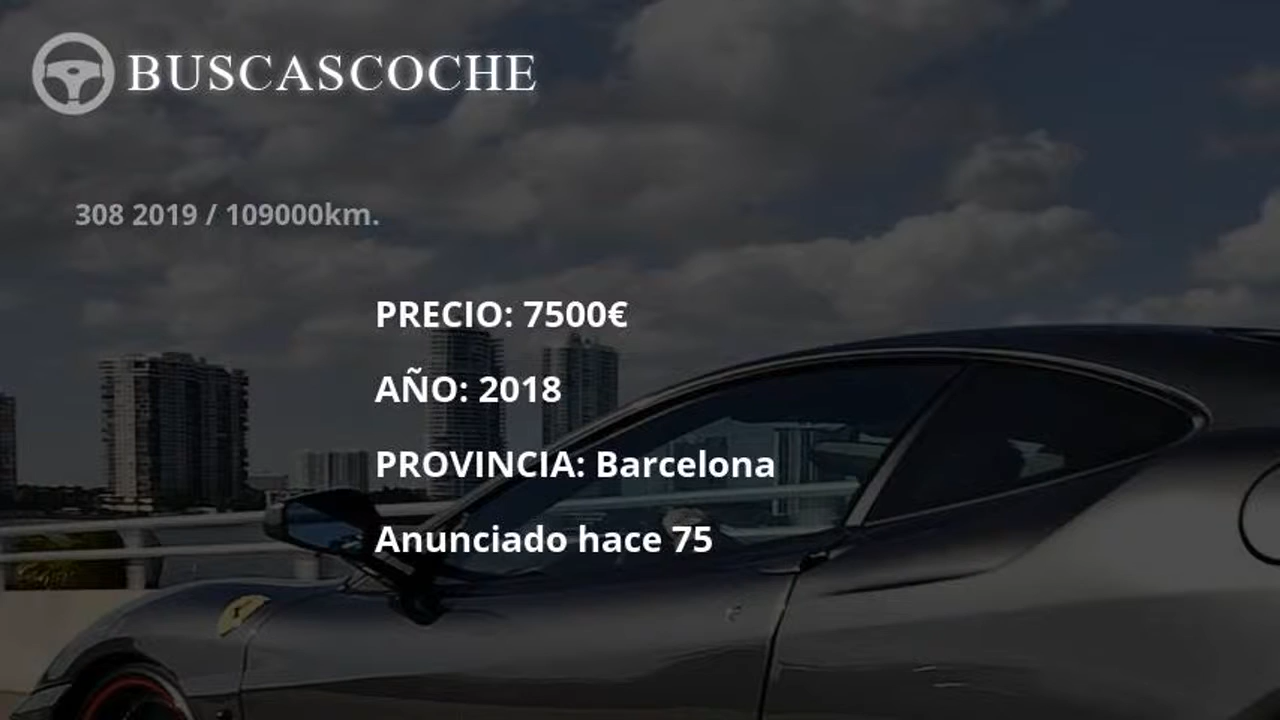 BUSCASCOCHE
308 2019 / 109000km.
PRECIO: 7500€
AÑO: 2018
PROVINCIA: Barcelona
Anunciado hace 75